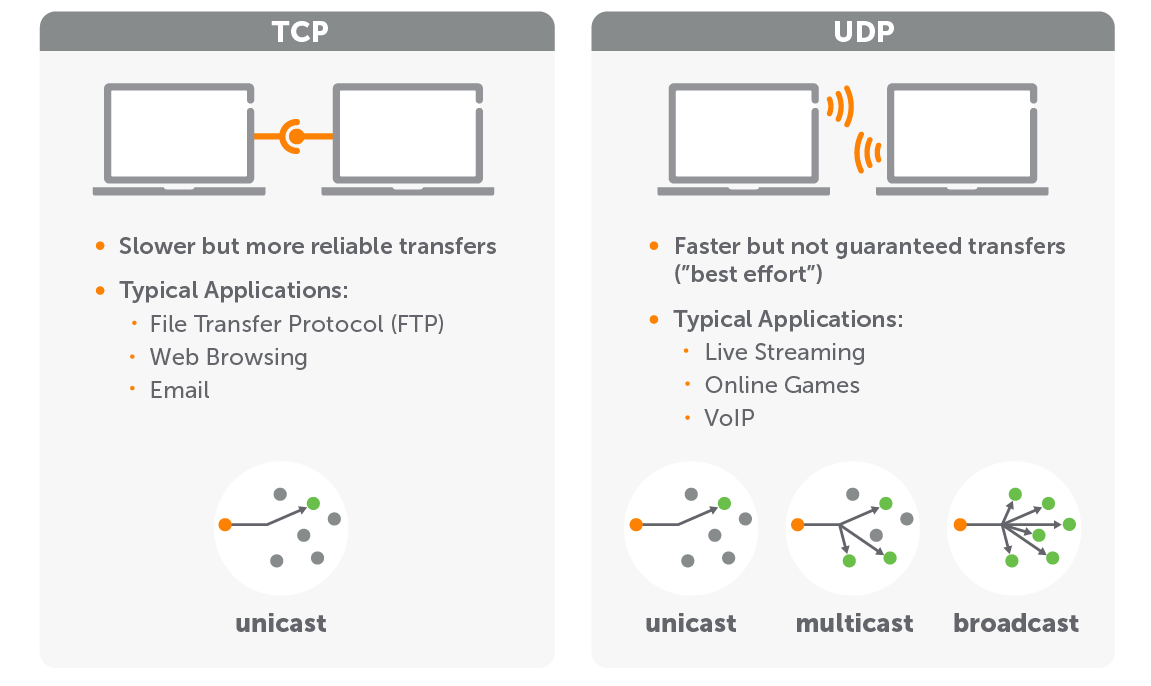 TCP
Slower but more reliable transfers
Typical Applications:
File Transfer Protocol (FTP)
Web Browsing
Email
unicast
UDP
Faster but not guaranteed transfers
(”best effort”)
Typical Applications:
Live Streaming
Online Games
VoIP
unicast
multicast
broadcast